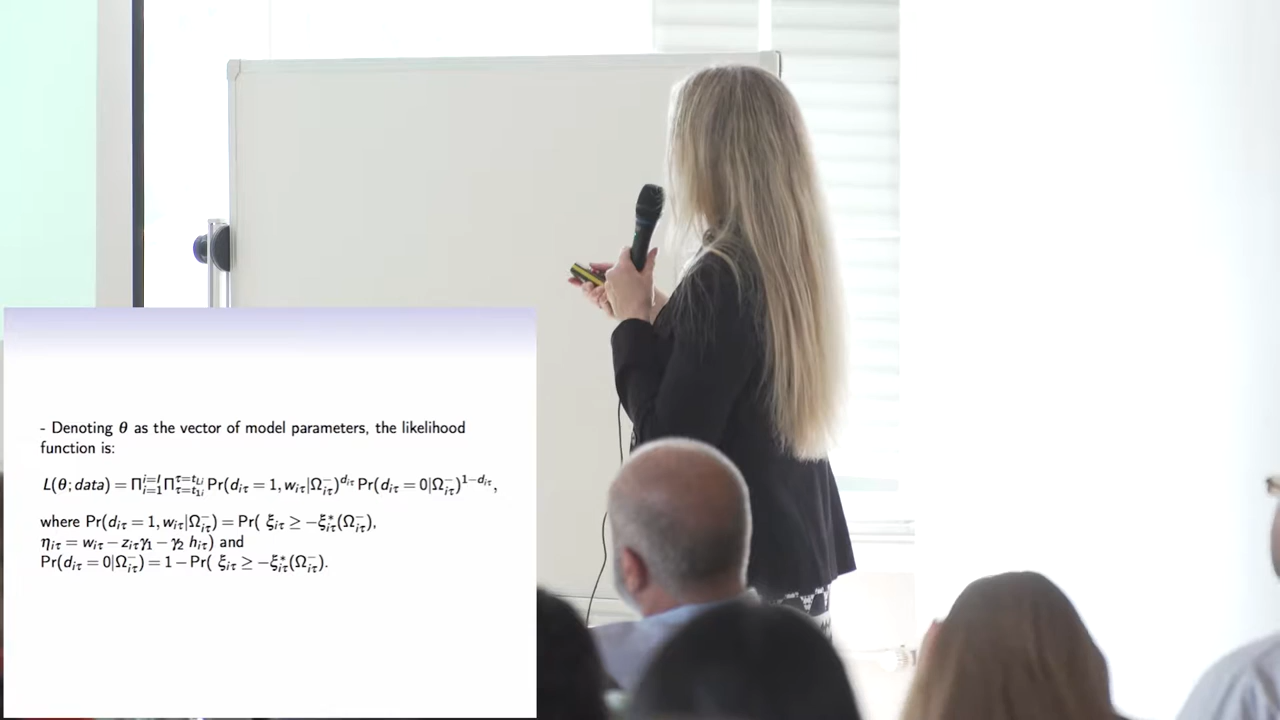 - Denoting θ as the vector of model parameters, the likelihood
function is:
L(θ; data) = Π_{i=1}^{i=I} Π_{τ=t_{1i}}^{τ=t_{Li}} Pr(d_{iτ} = 1, w_{iτ}|Ω_{iτ}^-)^{d_{iτ}} Pr(d_{iτ} = 0|Ω_{iτ}^-)^{1-d_{iτ}},
where Pr(d_{iτ} = 1, w_{iτ}|Ω_{iτ}^-) = Pr( ξ_{iτ} ≥ -ξ_{iτ}^*(Ω_{iτ}^-),
η_{iτ} = w_{iτ} - z_{iτ}γ_1 - γ_2 h_{iτ}) and
Pr(d_{iτ} = 0|Ω_{iτ}^-) = 1 - Pr( ξ_{iτ} ≥ -ξ_{iτ}^*(Ω_{iτ}^-).